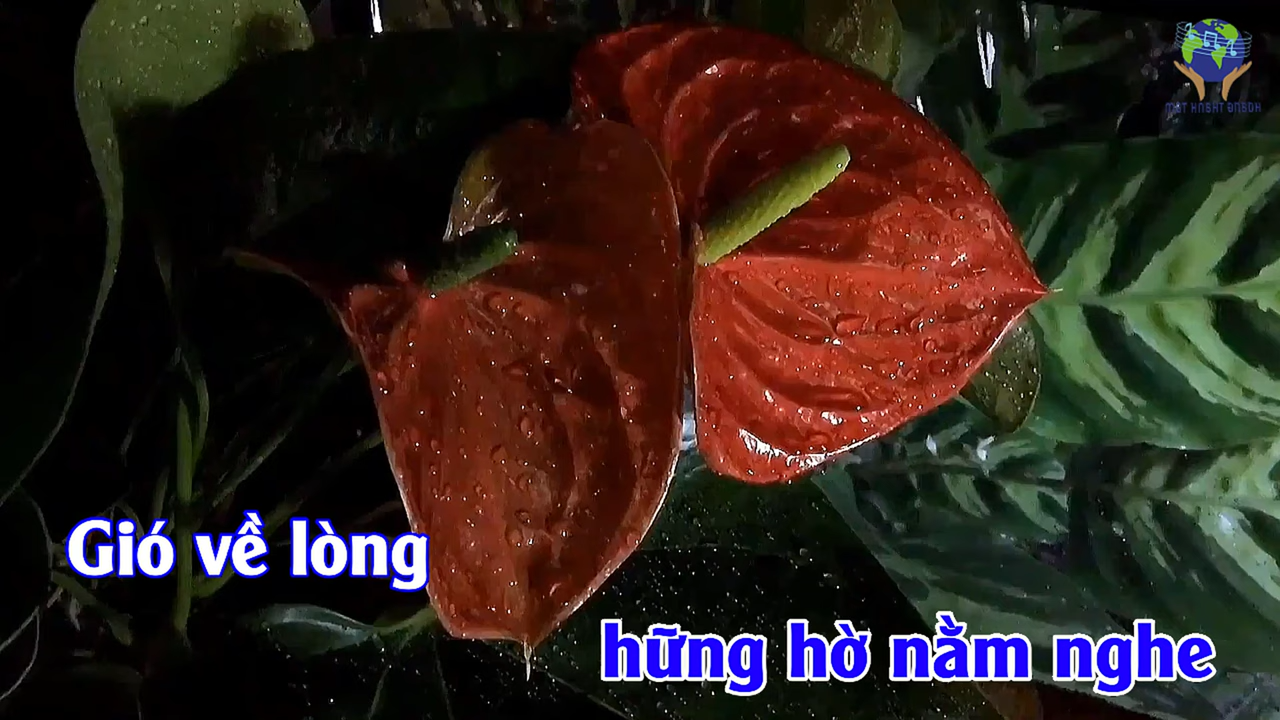 Gió về lòng
hững hờ nằm nghe